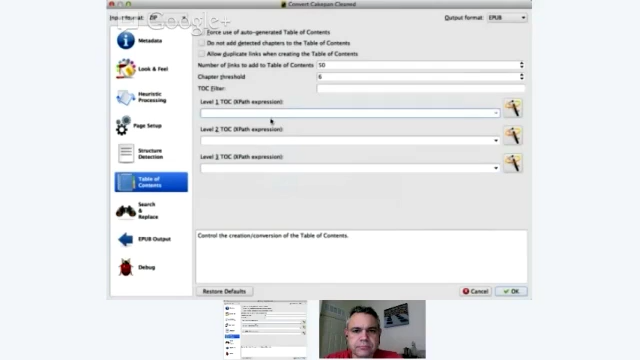 Convert Cakespan Cleared
Input format: ZIP
Google+
Output format: EPUB
Metadata
Look & Feel
Heuristic
Processing
Page Setup
Structure
Detection
Table of
Contents
Search
&
Replace
EPUB Output
Debug
Force use of auto-generated Table of Contents
Do not add detected chapters to the Table of Contents
Allow duplicate links when creating the Table of Contents
Number of links to add to Table of Contents 50
Chapter threshold 6
TOC Filter:
Level 1 TOC (XPath expression)
Level 2 TOC (XPath expression)
Level 3 TOC (XPath expression)
Control the creation/conversion of the Table of Contents.
Restore Defaults
Cancel
OK